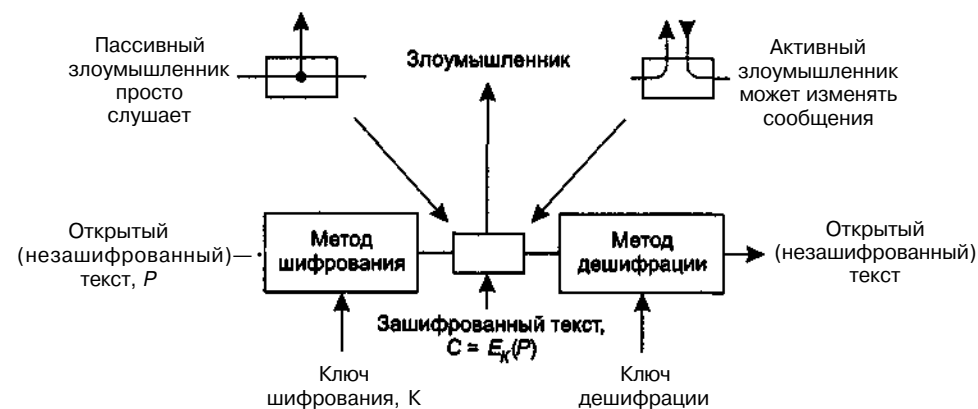 Пассивный
злоумышленник
просто
слушает
Злоумышленник
Активный
злоумышленник
может изменять
сообщения
Открытый
(незашифрованный)
текст, P
Метод
шифрования
Метод
дешифрации
Открытый
(незашифрованный)
текст
Зашифрованный текст,
C = E_K(P)
Ключ
шифрования, К
Ключ
дешифрации